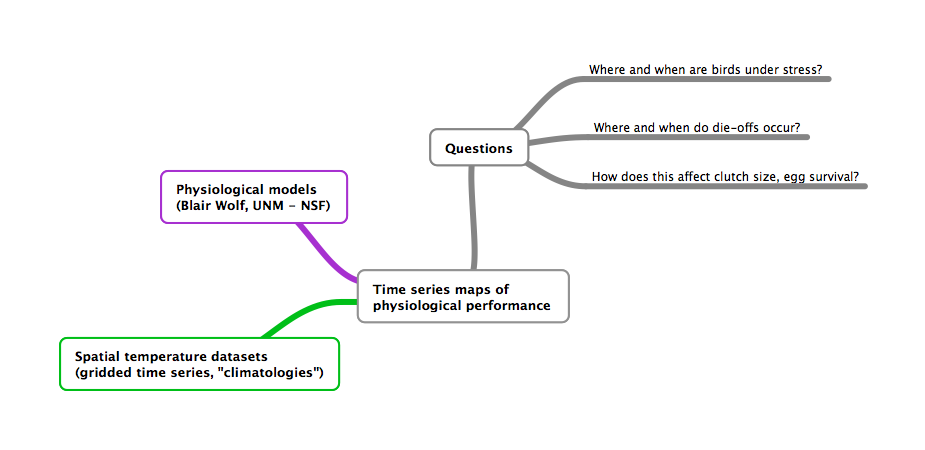 Where and when are birds under stress?
Where and when do die-offs occur?
Questions
How does this affect clutch size, egg survival?
Physiological models
(Blair Wolf, UNM - NSF)
Time series maps of
physiological performance
Spatial temperature datasets
(gridded time series, "climatologies")